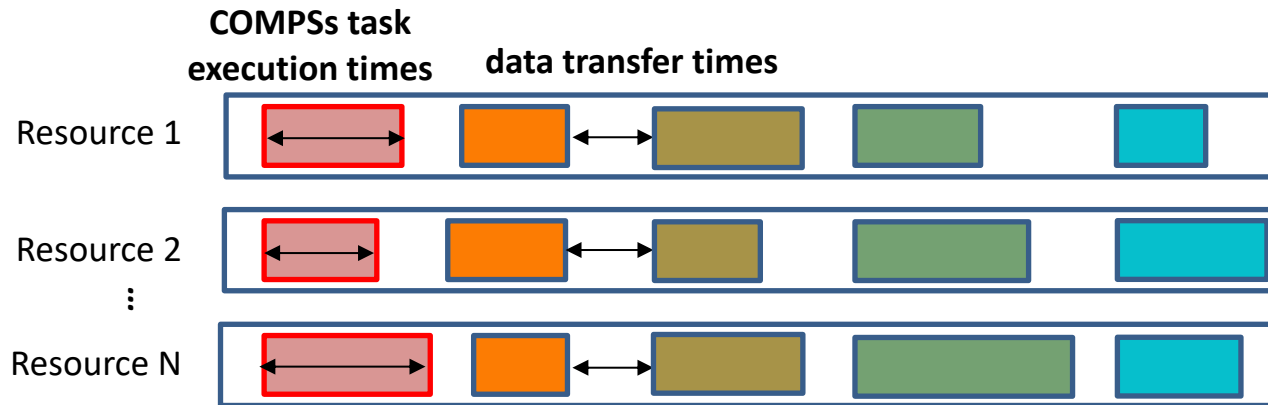 COMPSs task
execution times
data transfer times
Resource 1
Resource 2
...
Resource N